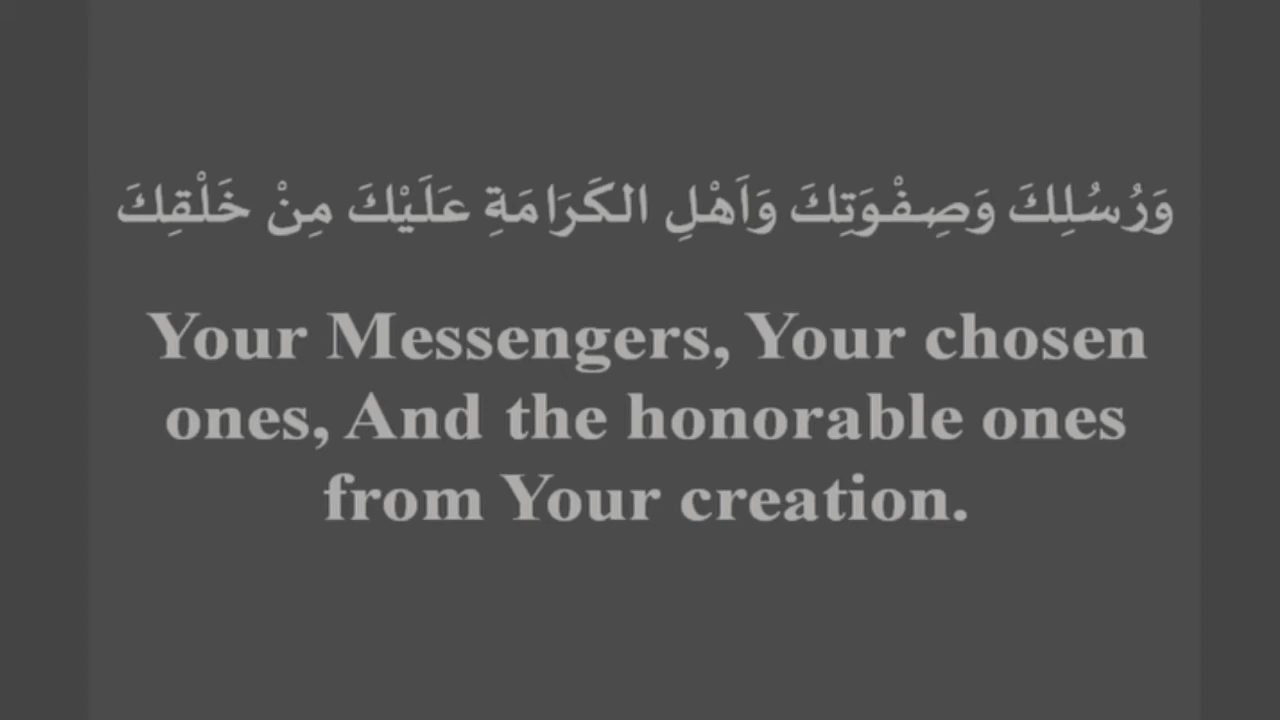 وَرُسُلِكَ وَصِفْوَتِكَ وَاَهْلِ الكَرَامَةِ عَلَيْكَ مِنْ خَلْقِكَ
Your Messengers, Your chosen
ones, And the honorable ones
from Your creation.